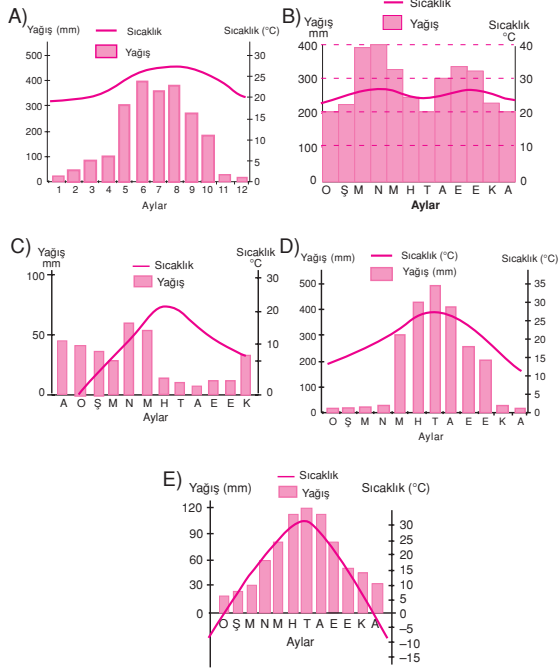 A)
Yağış (mm)
Sıcaklık
Yağış
Sıcaklık (°C)
500
400
300
200
100
0
30
25
20
15
10
5
0
1 2 3 4 5 6 7 8 9 10 11 12
Aylar
B)
Sıcaklık
Yağış
mm
Yağış
Sıcaklık
°C
400
300
200
100
0
40
30
20
10
0
O Ş M N M H T A E E K A
Aylar
C)
Yağış
mm
Sıcaklık
Yağış
Sıcaklık
°C
100
50
0
30
20
10
0
A O Ş M N M H T A E E K
Aylar
D)
Yağış (mm)
Sıcaklık (°C)
Yağış (mm)
Sıcaklık (°C)
500
400
300
200
100
0
35
30
25
20
15
10
5
0
O Ş M N M H T A E E K A
Aylar
E)
Yağış (mm)
Sıcaklık
Yağış
Sıcaklık (°C)
120
90
60
30
0
30
25
20
15
10
5
0
–5
–10
–15
O Ş M N M H T A E E K A
Aylar